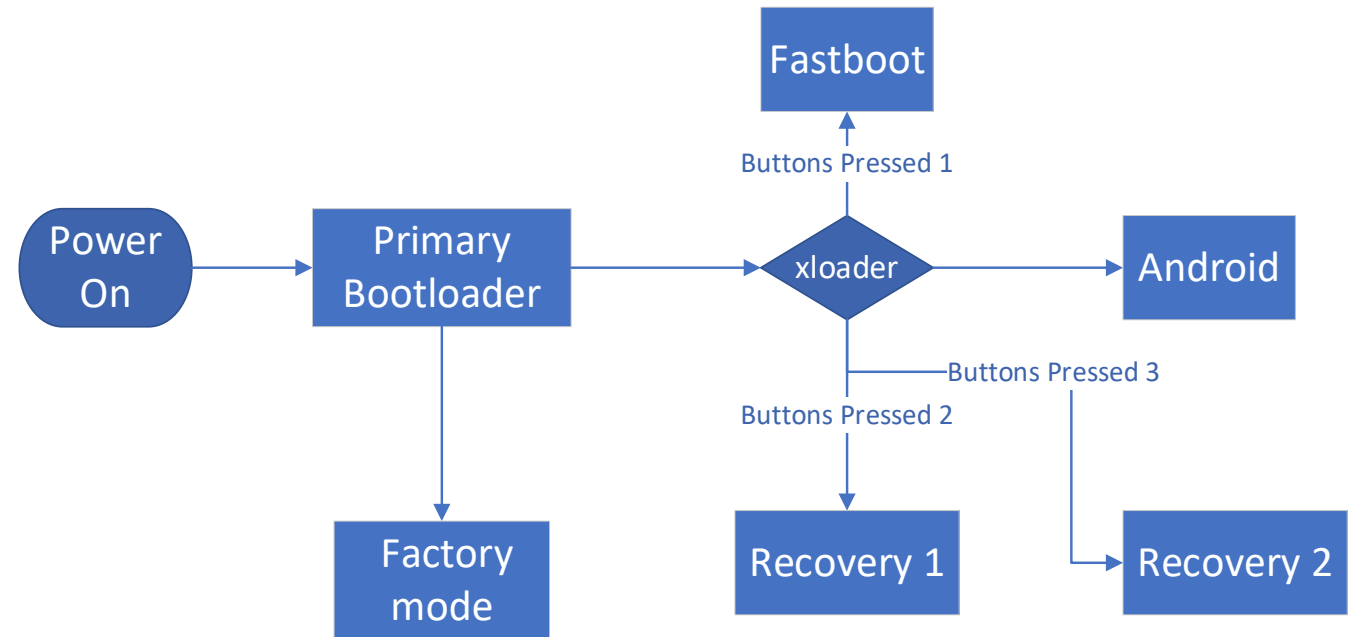 Fastboot
Buttons Pressed 1
Power
On
Primary
Bootloader
xloader
Android
Buttons Pressed 3
Buttons Pressed 2
Factory
mode
Recovery 1
Recovery 2